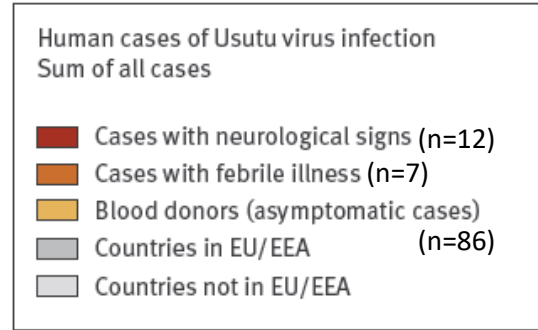 Human cases of Usutu virus infection
Sum of all cases
Cases with neurological signs (n=12)
Cases with febrile illness (n=7)
Blood donors (asymptomatic cases)
(n=86)
Countries in EU/EEA
Countries not in EU/EEA